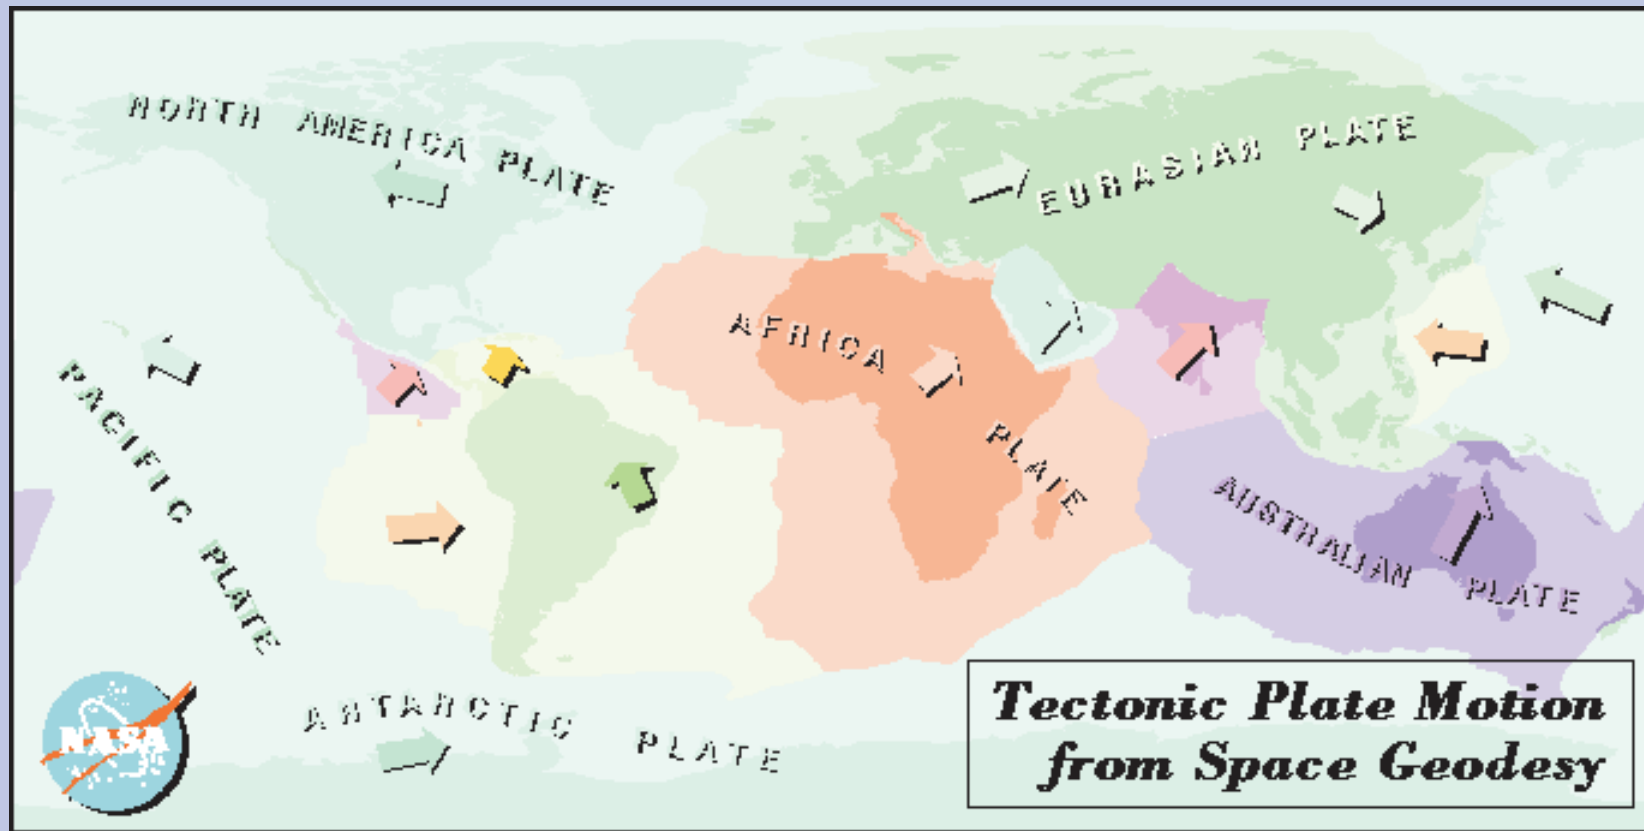 NORTH AMERICA PLATE
EURASIAN PLATE
AFRICA PLATE
PACIFIC PLATE
AUSTRALIAN PLATE
ANTARCTIC PLATE
NASA
Tectonic Plate Motion
from Space Geodesy